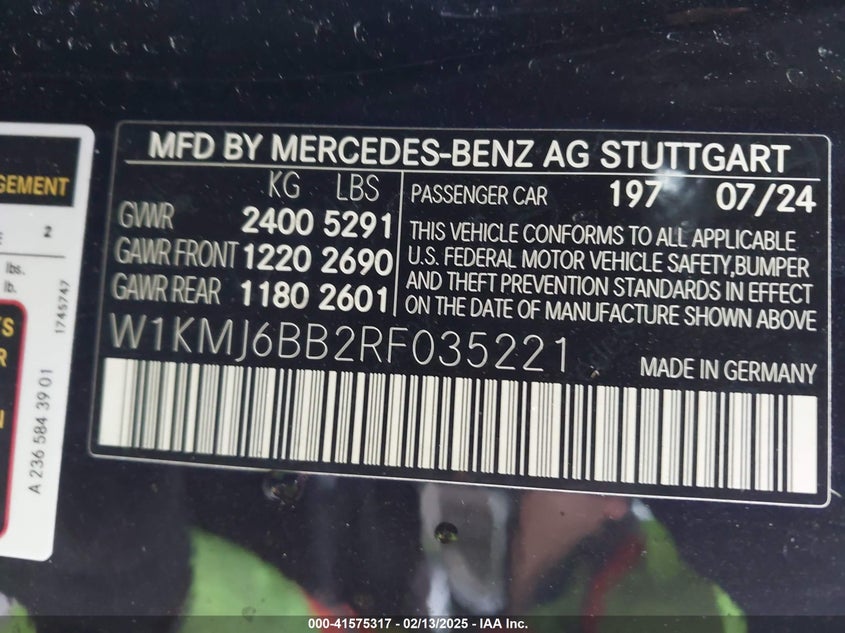 MFD BY MERCEDES-BENZ AG STUTTGART
KG LBS
GVWR 2400 5291
GAWR FRONT 1220 2690
GAWR REAR 1180 2601
PASSENGER CAR 197 07/24
THIS VEHICLE CONFORMS TO ALL APPLICABLE
U.S. FEDERAL MOTOR VEHICLE SAFETY, BUMPER
AND THEFT PREVENTION STANDARDS IN EFFECT
ON THE DATE OF MANUFACTURE SHOWN ABOVE
W1KMJ6BB2RF035221
MADE IN GERMANY
GEMENT
2
lbs.
lb.
1745747
A 236 584 39 01
000-41575317 - 02/13/2025 - IAA Inc.